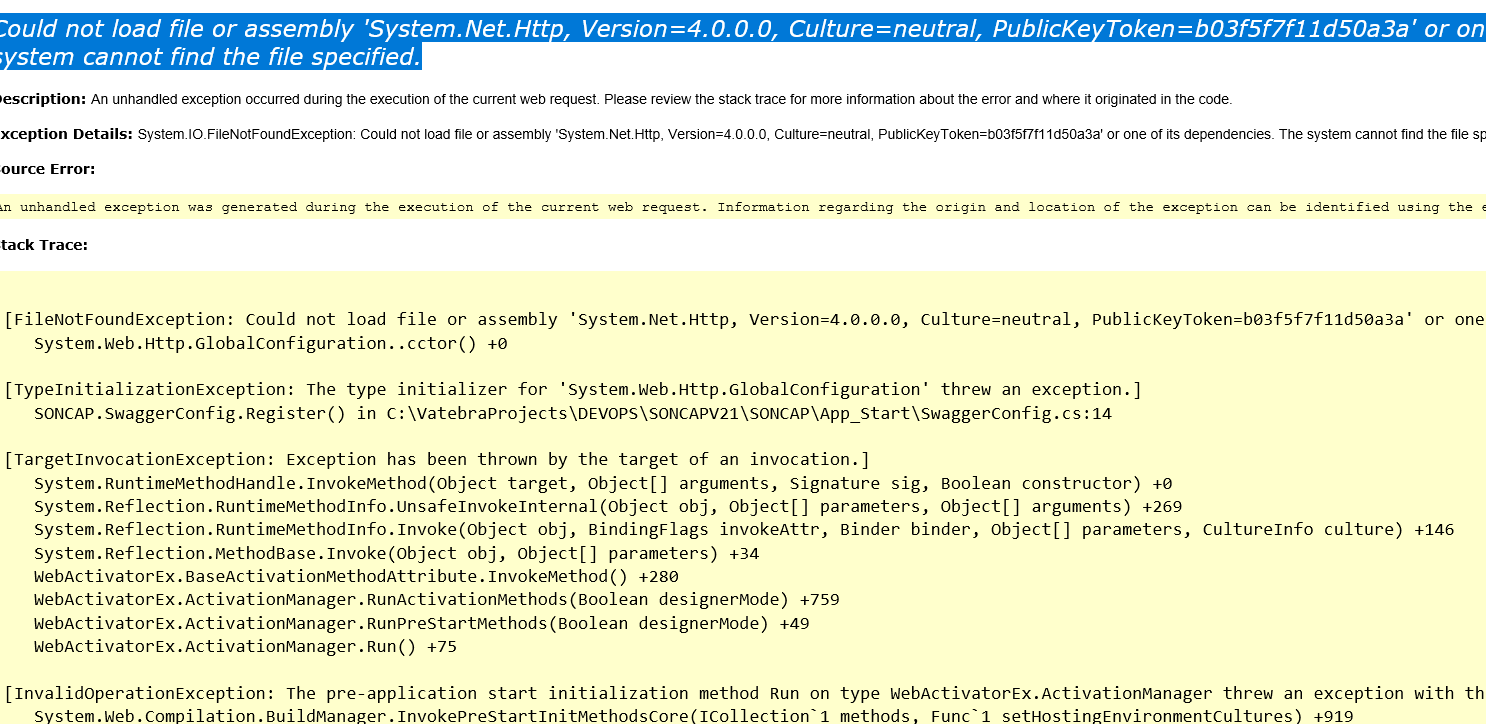 Could not load file or assembly 'System.Net.Http, Version=4.0.0.0, Culture=neutral, PublicKeyToken=b03f5f7f11d50a3a' or on
system cannot find the file specified.
Description: An unhandled exception occurred during the execution of the current web request. Please review the stack trace for more information about the error and where it originated in the code.
xception Details: System.IO.FileNotFoundException: Could not load file or assembly 'System.Net.Http, Version=4.0.0.0, Culture=neutral, PublicKeyToken=b03f5f7f11d50a3a' or one of its dependencies. The system cannot find the file sp
ource Error:
An unhandled exception was generated during the execution of the current web request. Information regarding the origin and location of the exception can be identified using the e
tack Trace:
[FileNotFoundException: Could not load file or assembly 'System.Net.Http, Version=4.0.0.0, Culture=neutral, PublicKeyToken=b03f5f7f11d50a3a' or one
System.Web.Http.GlobalConfiguration..cctor() +0
[TypeInitializationException: The type initializer for 'System.Web.Http.GlobalConfiguration' threw an exception.]
SONCAP.SwaggerConfig.Register() in C:\VatebraProjects\DEVOPS\SONCAPV21\SONCAP\App_Start\SwaggerConfig.cs:14
[TargetInvocationException: Exception has been thrown by the target of an invocation.]
System.RuntimeMethodHandle.InvokeMethod(Object target, Object[] arguments, Signature sig, Boolean constructor) +0
System.Reflection.RuntimeMethodInfo.UnsafeInvokeInternal(Object obj, Object[] parameters, Object[] arguments) +269
System.Reflection.RuntimeMethodInfo.Invoke(Object obj, BindingFlags invokeAttr, Binder binder, Object[] parameters, CultureInfo culture) +146
System.Reflection.MethodBase.Invoke(Object obj, Object[] parameters) +34
WebActivatorEx.BaseActivationMethodAttribute.InvokeMethod() +280
WebActivatorEx.ActivationManager.RunActivationMethods(Boolean designerMode) +759
WebActivatorEx.ActivationManager.RunPreStartMethods(Boolean designerMode) +49
WebActivatorEx.ActivationManager.Run() +75
[InvalidOperationException: The pre-application start initialization method Run on type WebActivatorEx.ActivationManager threw an exception with th
System.Web.Compilation.BuildManager.InvokePreStartInitMethodsCore(ICollection`1 methods, Func`1 setHostingEnvironmentCultures) +919